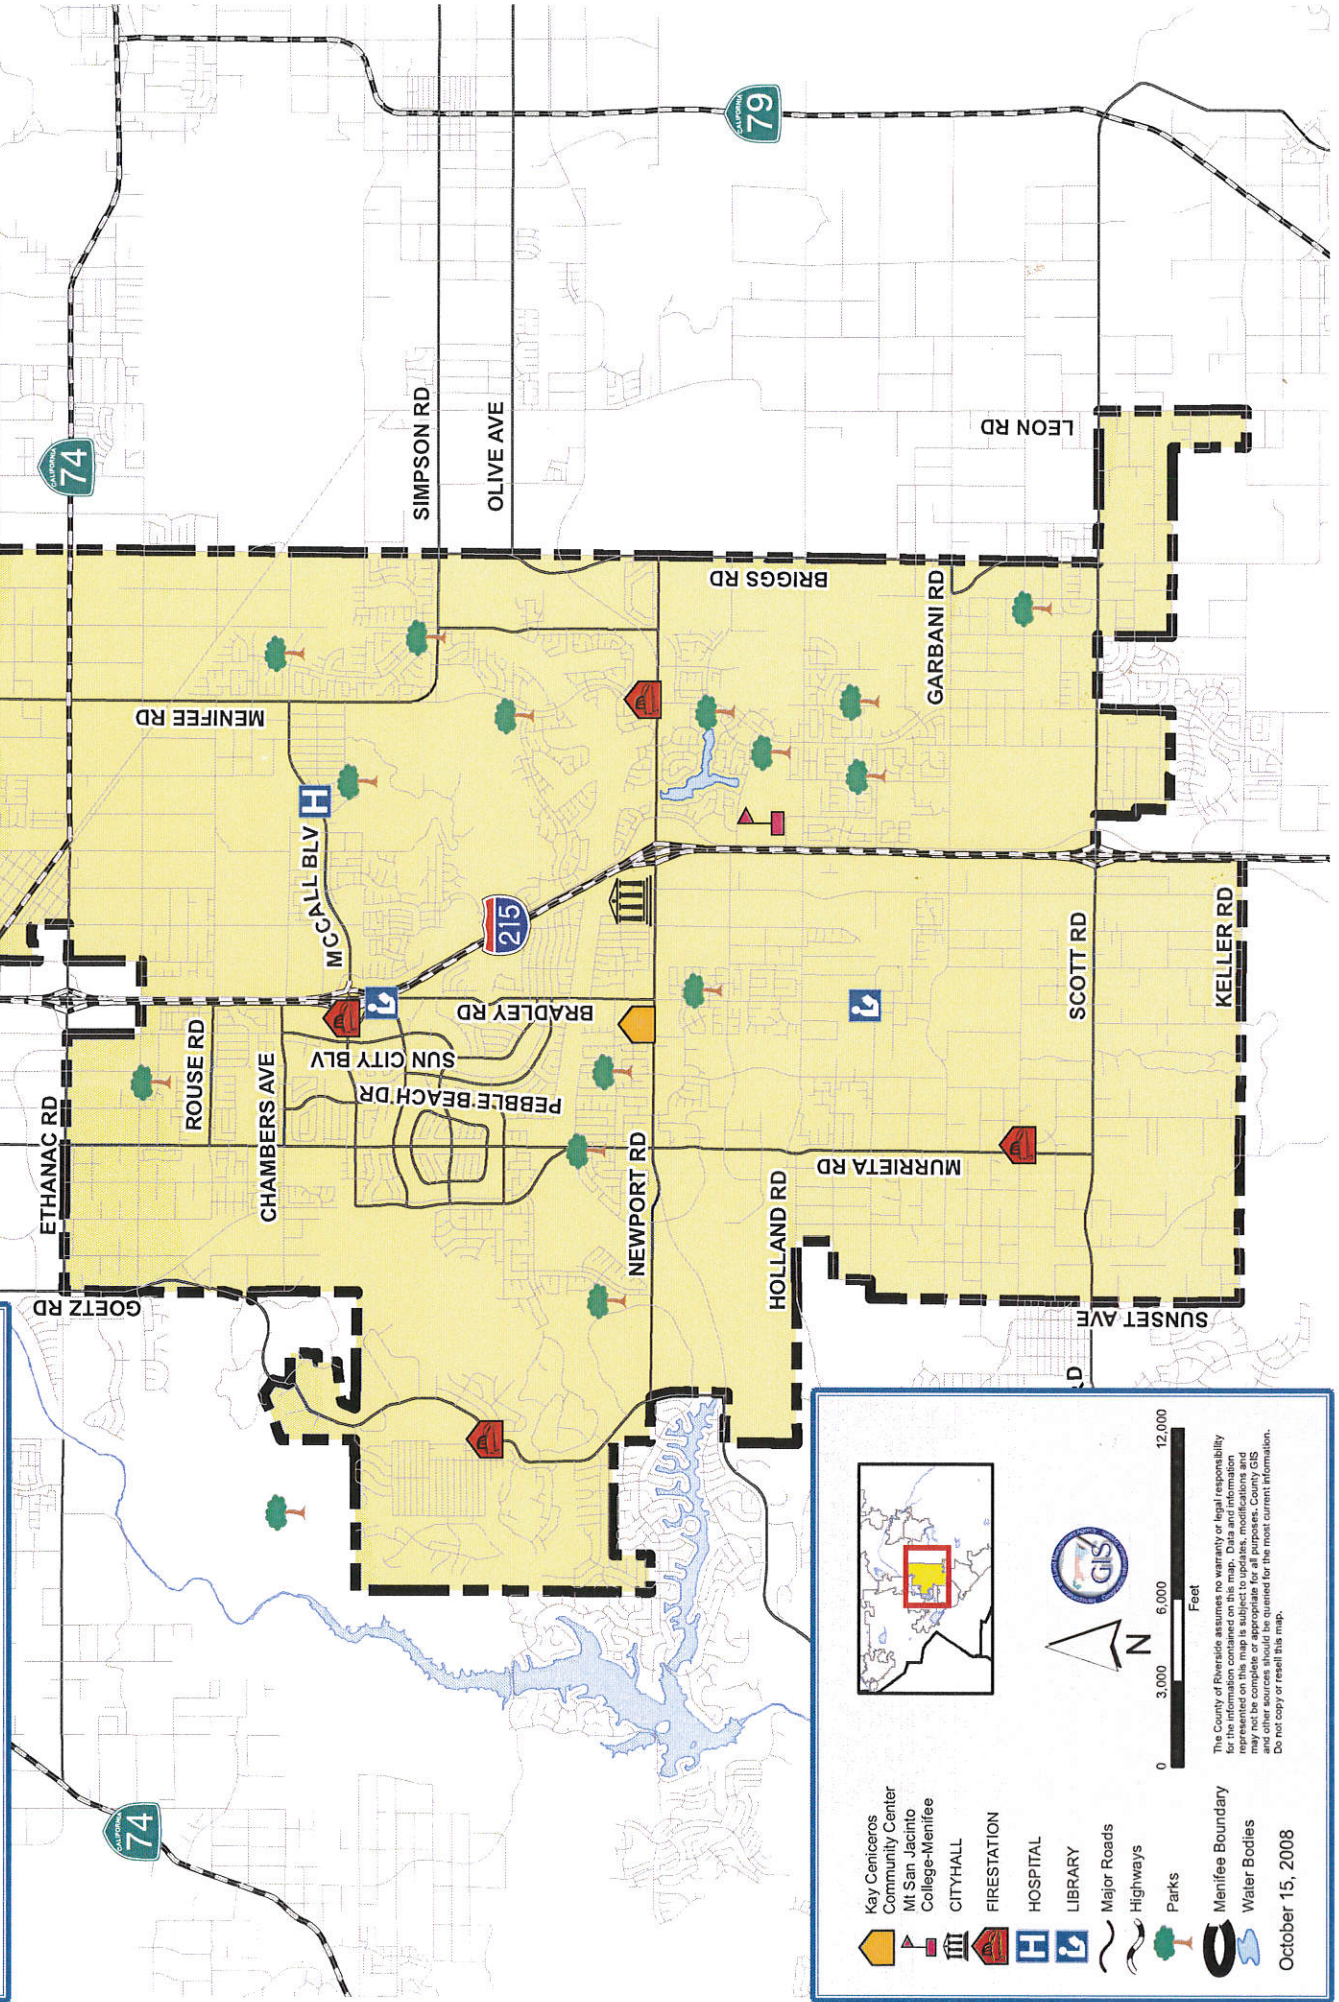 CALIFORNIA
74
CALIFORNIA
74
CALIFORNIA
79
215
ETHANAC RD
GOETZ RD
ROUSE RD
CHAMBERS AVE
MCCALL BLV
MENIFEE RD
SIMPSON RD
OLIVE AVE
SUN CITY BLV
PEBBLE BEACH DR
BRADLEY RD
NEWPORT RD
BRIGGS RD
HOLLAND RD
MURRIETA RD
GARBANI RD
LEON RD
SCOTT RD
KELLER RD
SUNSET AVE
D
H
Kay Ceniceros
Community Center
Mt San Jacinto
College-Menifee
CITYHALL
FIRESTATION
H
HOSPITAL
LIBRARY
Major Roads
Highways
Parks
Menifee Boundary
Water Bodies
October 15, 2008
N
GIS
0
3,000
6,000
12,000
Feet
The County of Riverside assumes no warranty or legal responsibility
for the information contained on this map. Data and information
represented on this map is subject to updates, modifications and
may not be complete or appropriate for all purposes. County GIS
and other sources should be queried for the most current information.
Do not copy or resell this map.